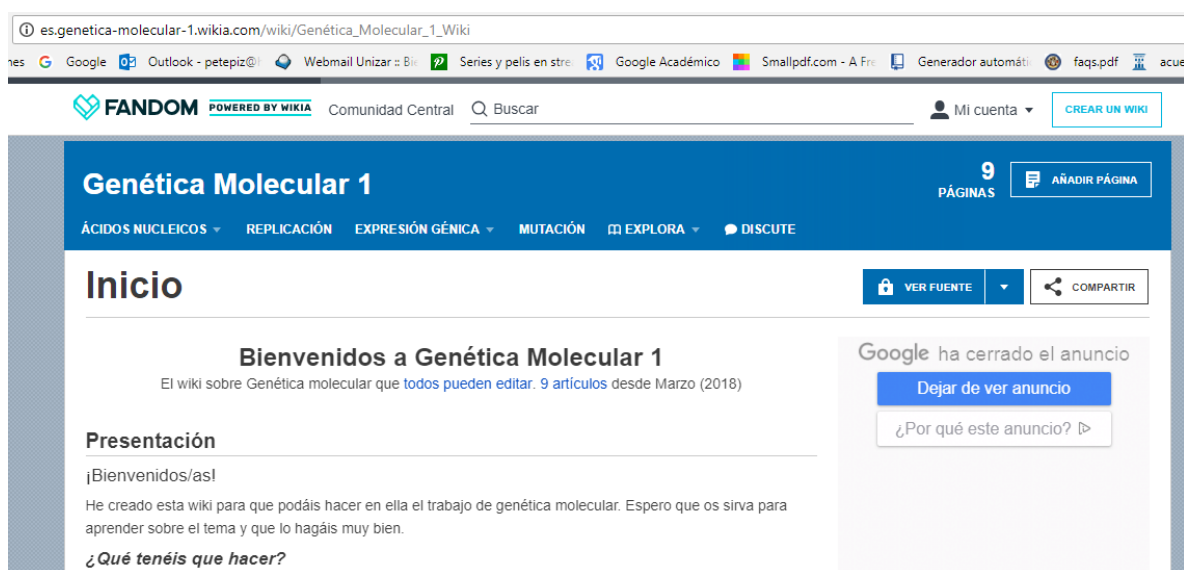 es.genetica-molecular-1.wikia.com/wiki/Genética_Molecular_1_Wiki
Google Outlook - petepiz@ Webmail Unizar :: Bi Series y pelis en stre Google Académico Smallpdf.com - A Fre Generador automáti faqs.pdf acue
FANDOM POWERED BY WIKIA Comunidad Central Buscar Mi cuenta CREAR UN WIKI
Genética Molecular 1
9 PÁGINAS
AÑADIR PÁGINA
ÁCIDOS NUCLEICOS REPLICACIÓN EXPRESIÓN GÉNICA MUTACIÓN EXPLORA DISCUTE
Inicio
VER FUENTE COMPARTIR
Bienvenidos a Genética Molecular 1
El wiki sobre Genética molecular que todos pueden editar. 9 artículos desde Marzo (2018)
Presentación
¡Bienvenidos/as!
He creado esta wiki para que podáis hacer en ella el trabajo de genética molecular. Espero que os sirva para
aprender sobre el tema y que lo hagáis muy bien.
¿Qué tenéis que hacer?
Google ha cerrado el anuncio
Dejar de ver anuncio
¿Por qué este anuncio?